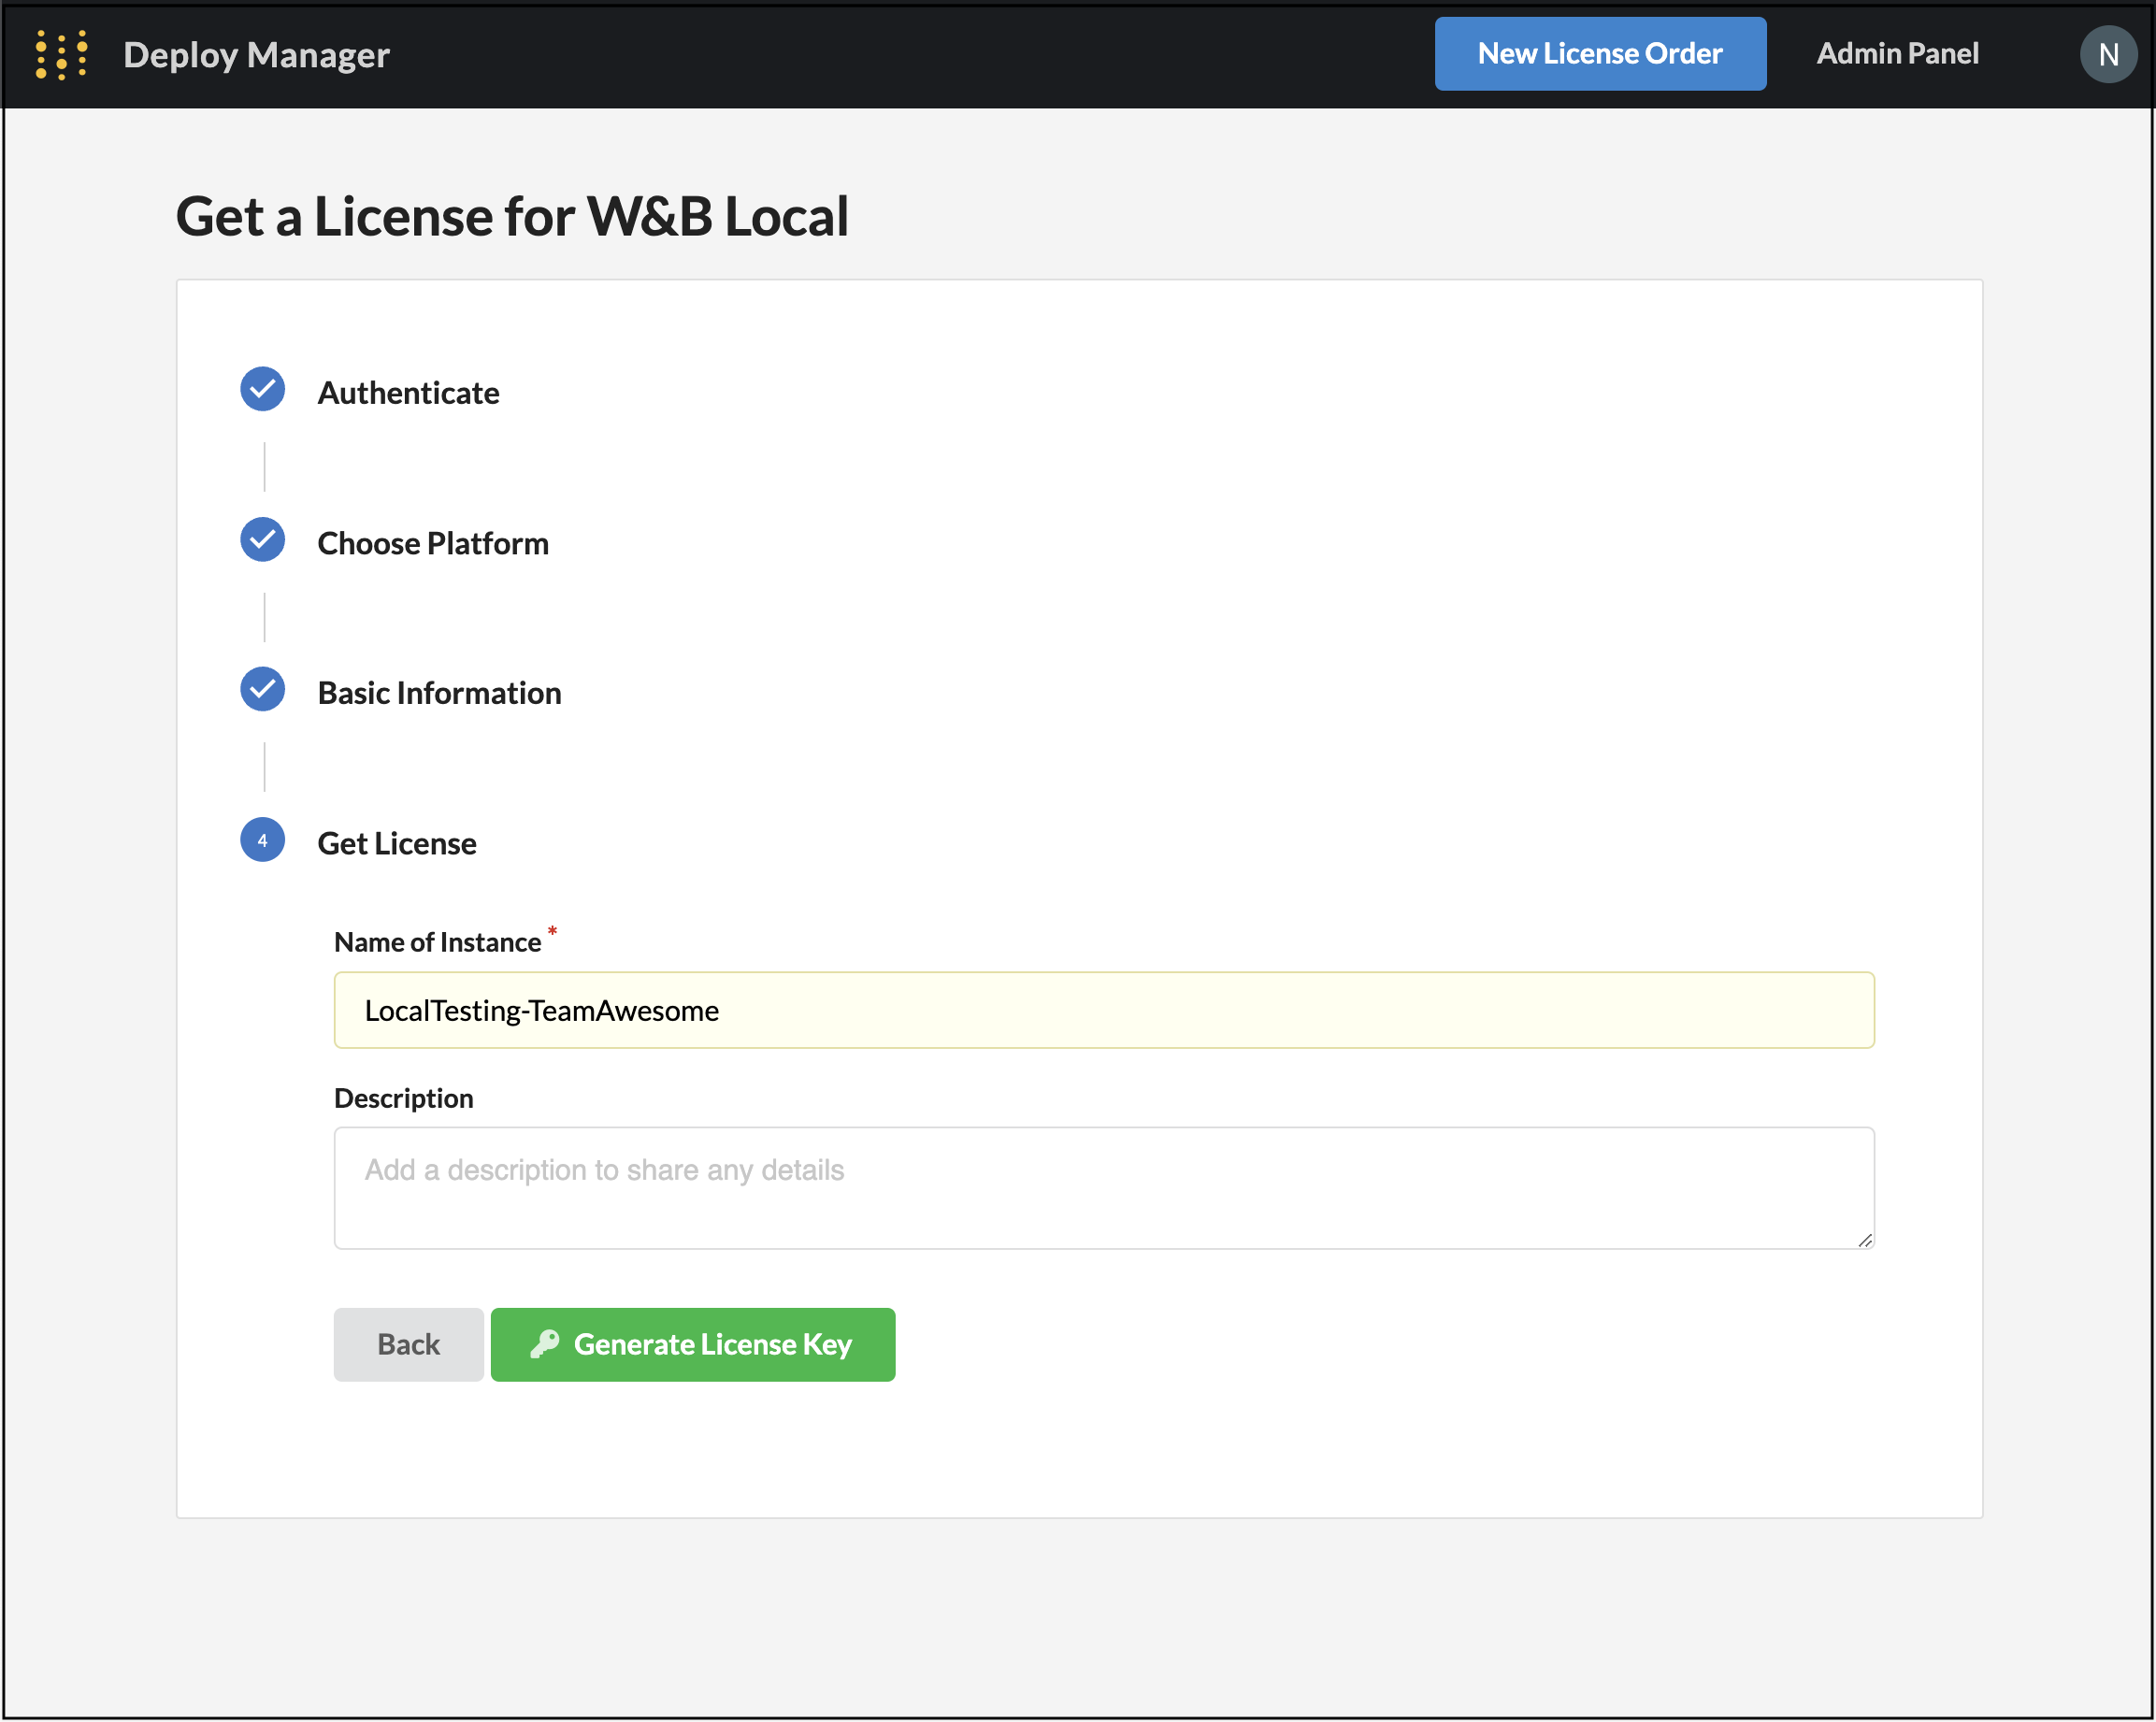 Deploy Manager
New License Order
Admin Panel
N
Get a License for W&B Local
Authenticate
Choose Platform
Basic Information
4
Get License
Name of Instance *
LocalTesting-TeamAwesome
Description
Add a description to share any details
Back
Generate License Key